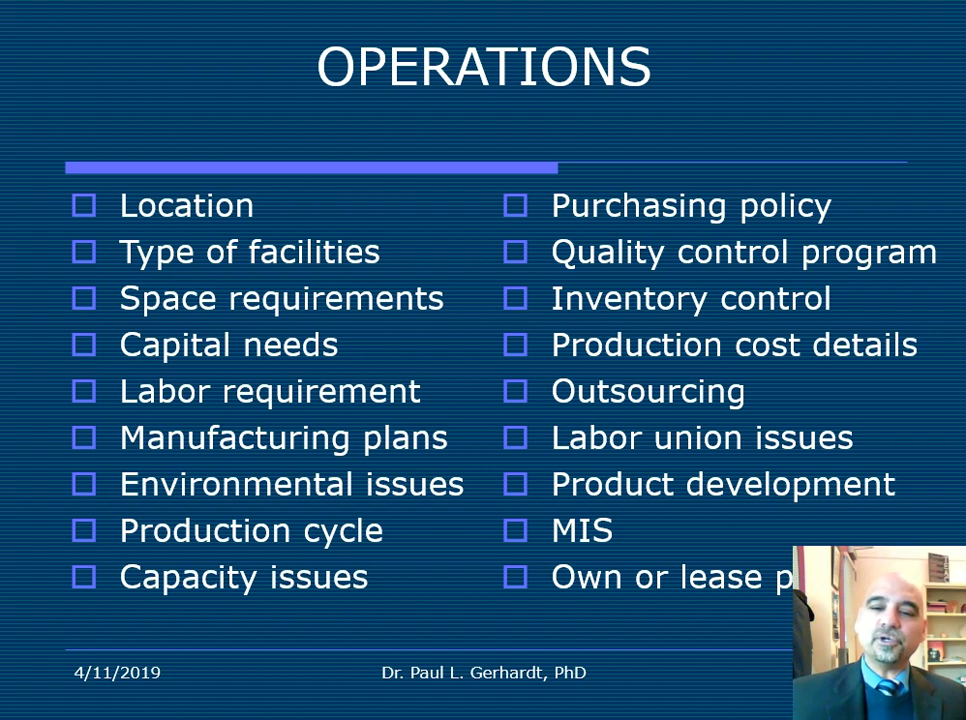 OPERATIONS
Location
Type of facilities
Space requirements
Capital needs
Labor requirement
Manufacturing plans
Environmental issues
Production cycle
Capacity issues
Purchasing policy
Quality control program
Inventory control
Production cost details
Outsourcing
Labor union issues
Product development
MIS
Own or lease
4/11/2019
Dr. Paul L. Gerhardt, PhD